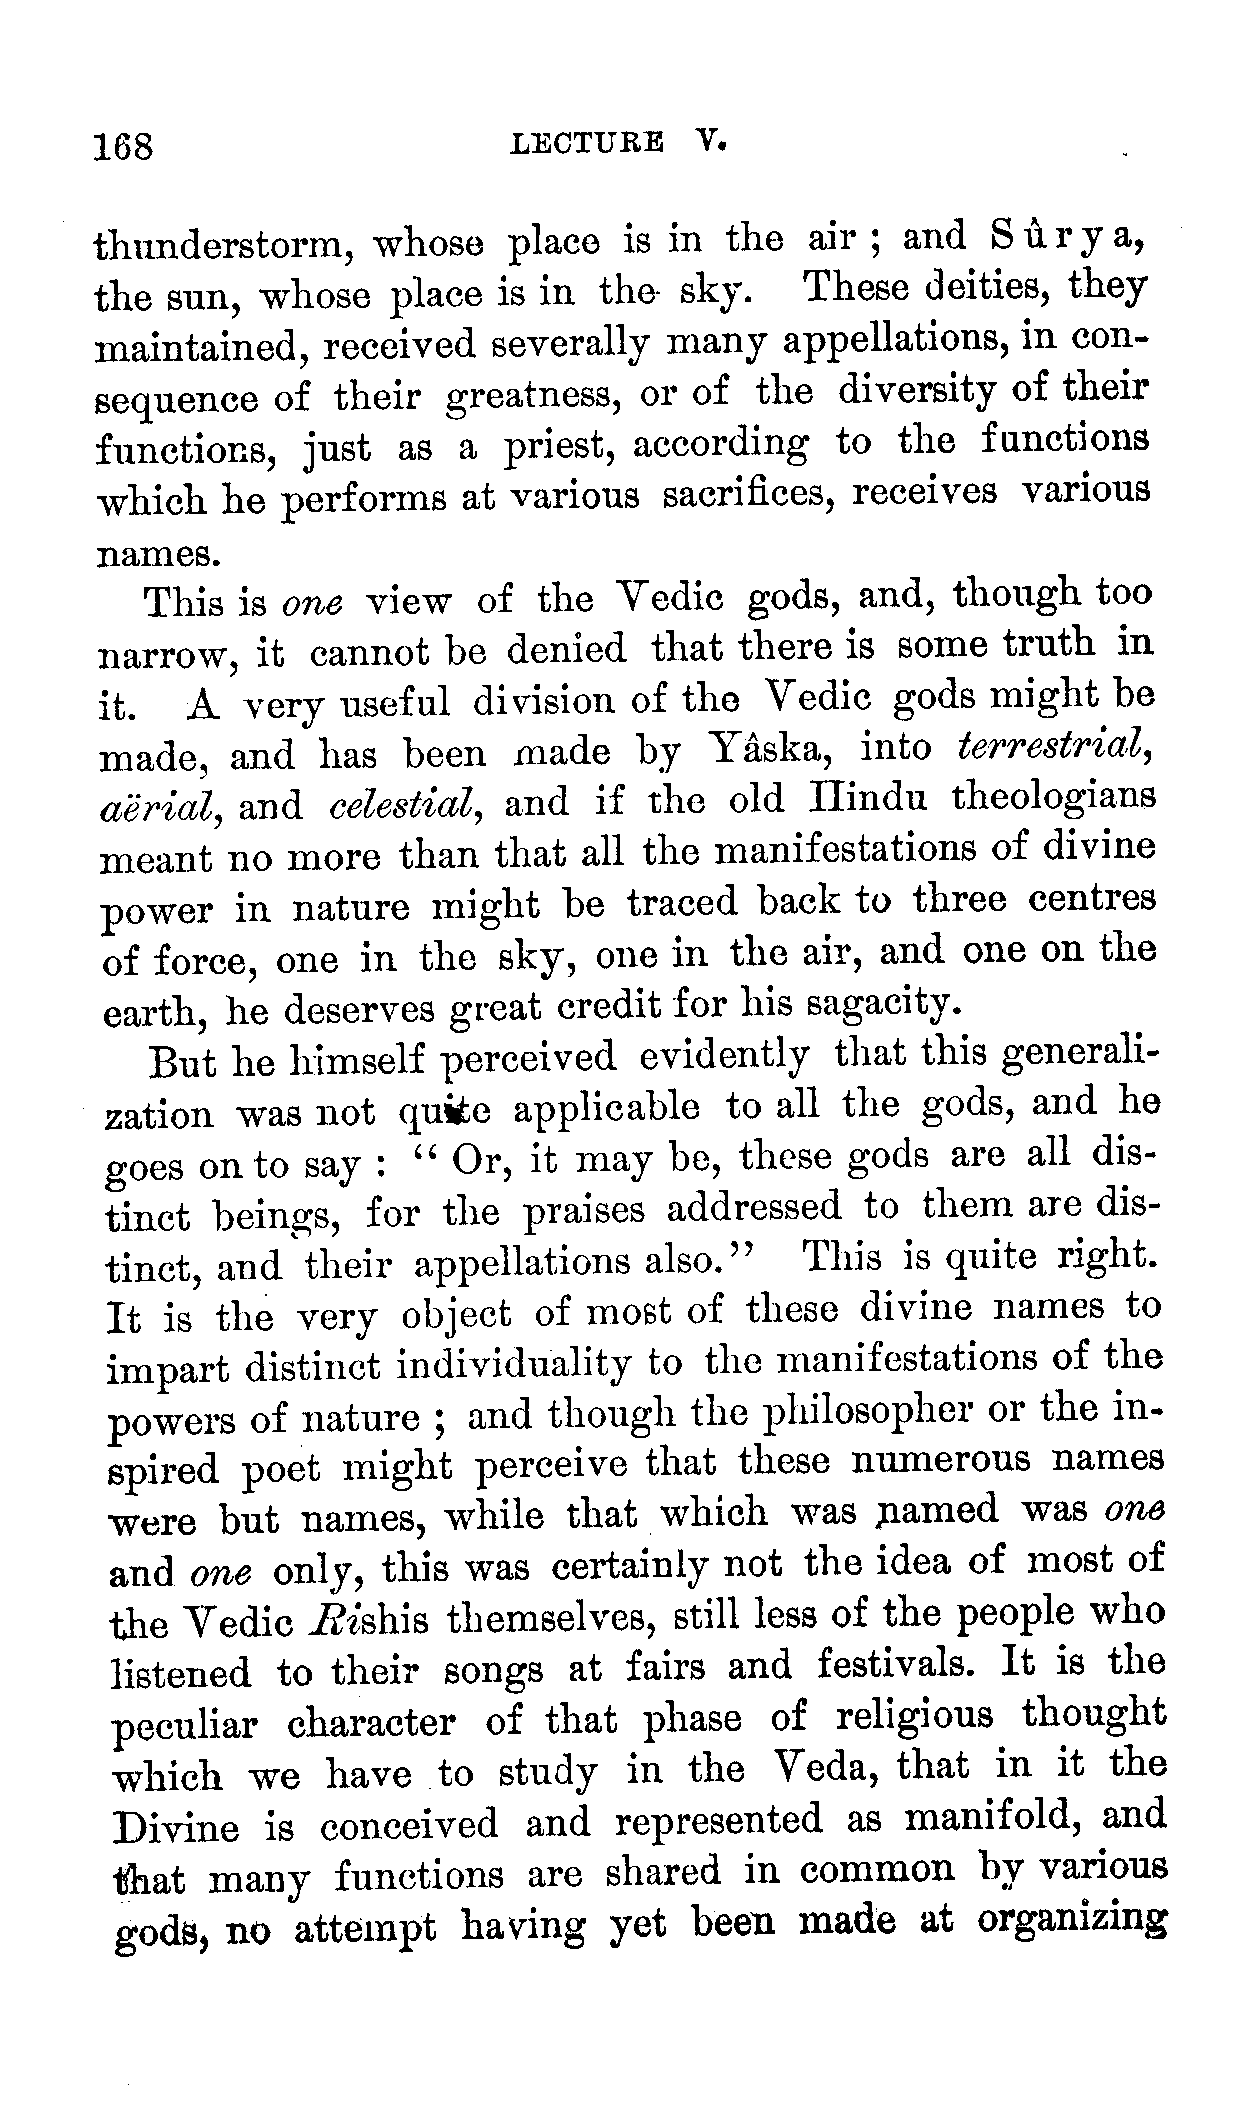 168 LECTURE V.
thunderstorm, whose place is in the air ; and S û r y a,
the sun, whose place is in the sky. These deities, they
maintained, received severally many appellations, in con-
sequence of their greatness, or of the diversity of their
functions, just as a priest, according to the functions
which he performs at various sacrifices, receives various
names.
This is one view of the Vedic gods, and, though too
narrow, it cannot be denied that there is some truth in
it. A very useful division of the Vedic gods might be
made, and has been made by Yâska, into terrestrial,
aërial, and celestial, and if the old Hindu theologians
meant no more than that all the manifestations of divine
power in nature might be traced back to three centres
of force, one in the sky, one in the air, and one on the
earth, he deserves great credit for his sagacity.
But he himself perceived evidently that this generali-
zation was not quite applicable to all the gods, and he
goes on to say : “ Or, it may be, these gods are all dis-
tinct beings, for the praises addressed to them are dis-
tinct, and their appellations also.” This is quite right.
It is the very object of most of these divine names to
impart distinct individuality to the manifestations of the
powers of nature ; and though the philosopher or the in-
spired poet might perceive that these numerous names
were but names, while that which was named was one
and one only, this was certainly not the idea of most of
the Vedic Rishis themselves, still less of the people who
listened to their songs at fairs and festivals. It is the
peculiar character of that phase of religious thought
which we have to study in the Veda, that in it the
Divine is conceived and represented as manifold, and
that many functions are shared in common by various
gods, no attempt having yet been made at organizing